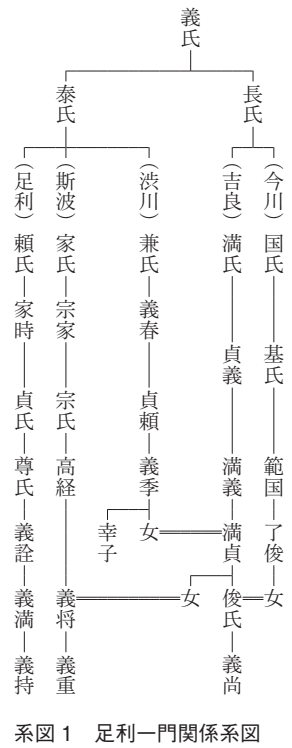 義氏
長氏
泰氏
（今川）国氏 基氏 範国 了俊 女
（吉良）満氏 貞義 満義 満貞 俊氏 義尚
女
（渋川）兼氏 義春 貞頼 義季 女
幸子
（斯波）家氏 宗家 宗氏 高経 義将 義重
（足利）頼氏 家時 貞氏 尊氏 義詮 義満 義持
系図1 足利一門関係系図